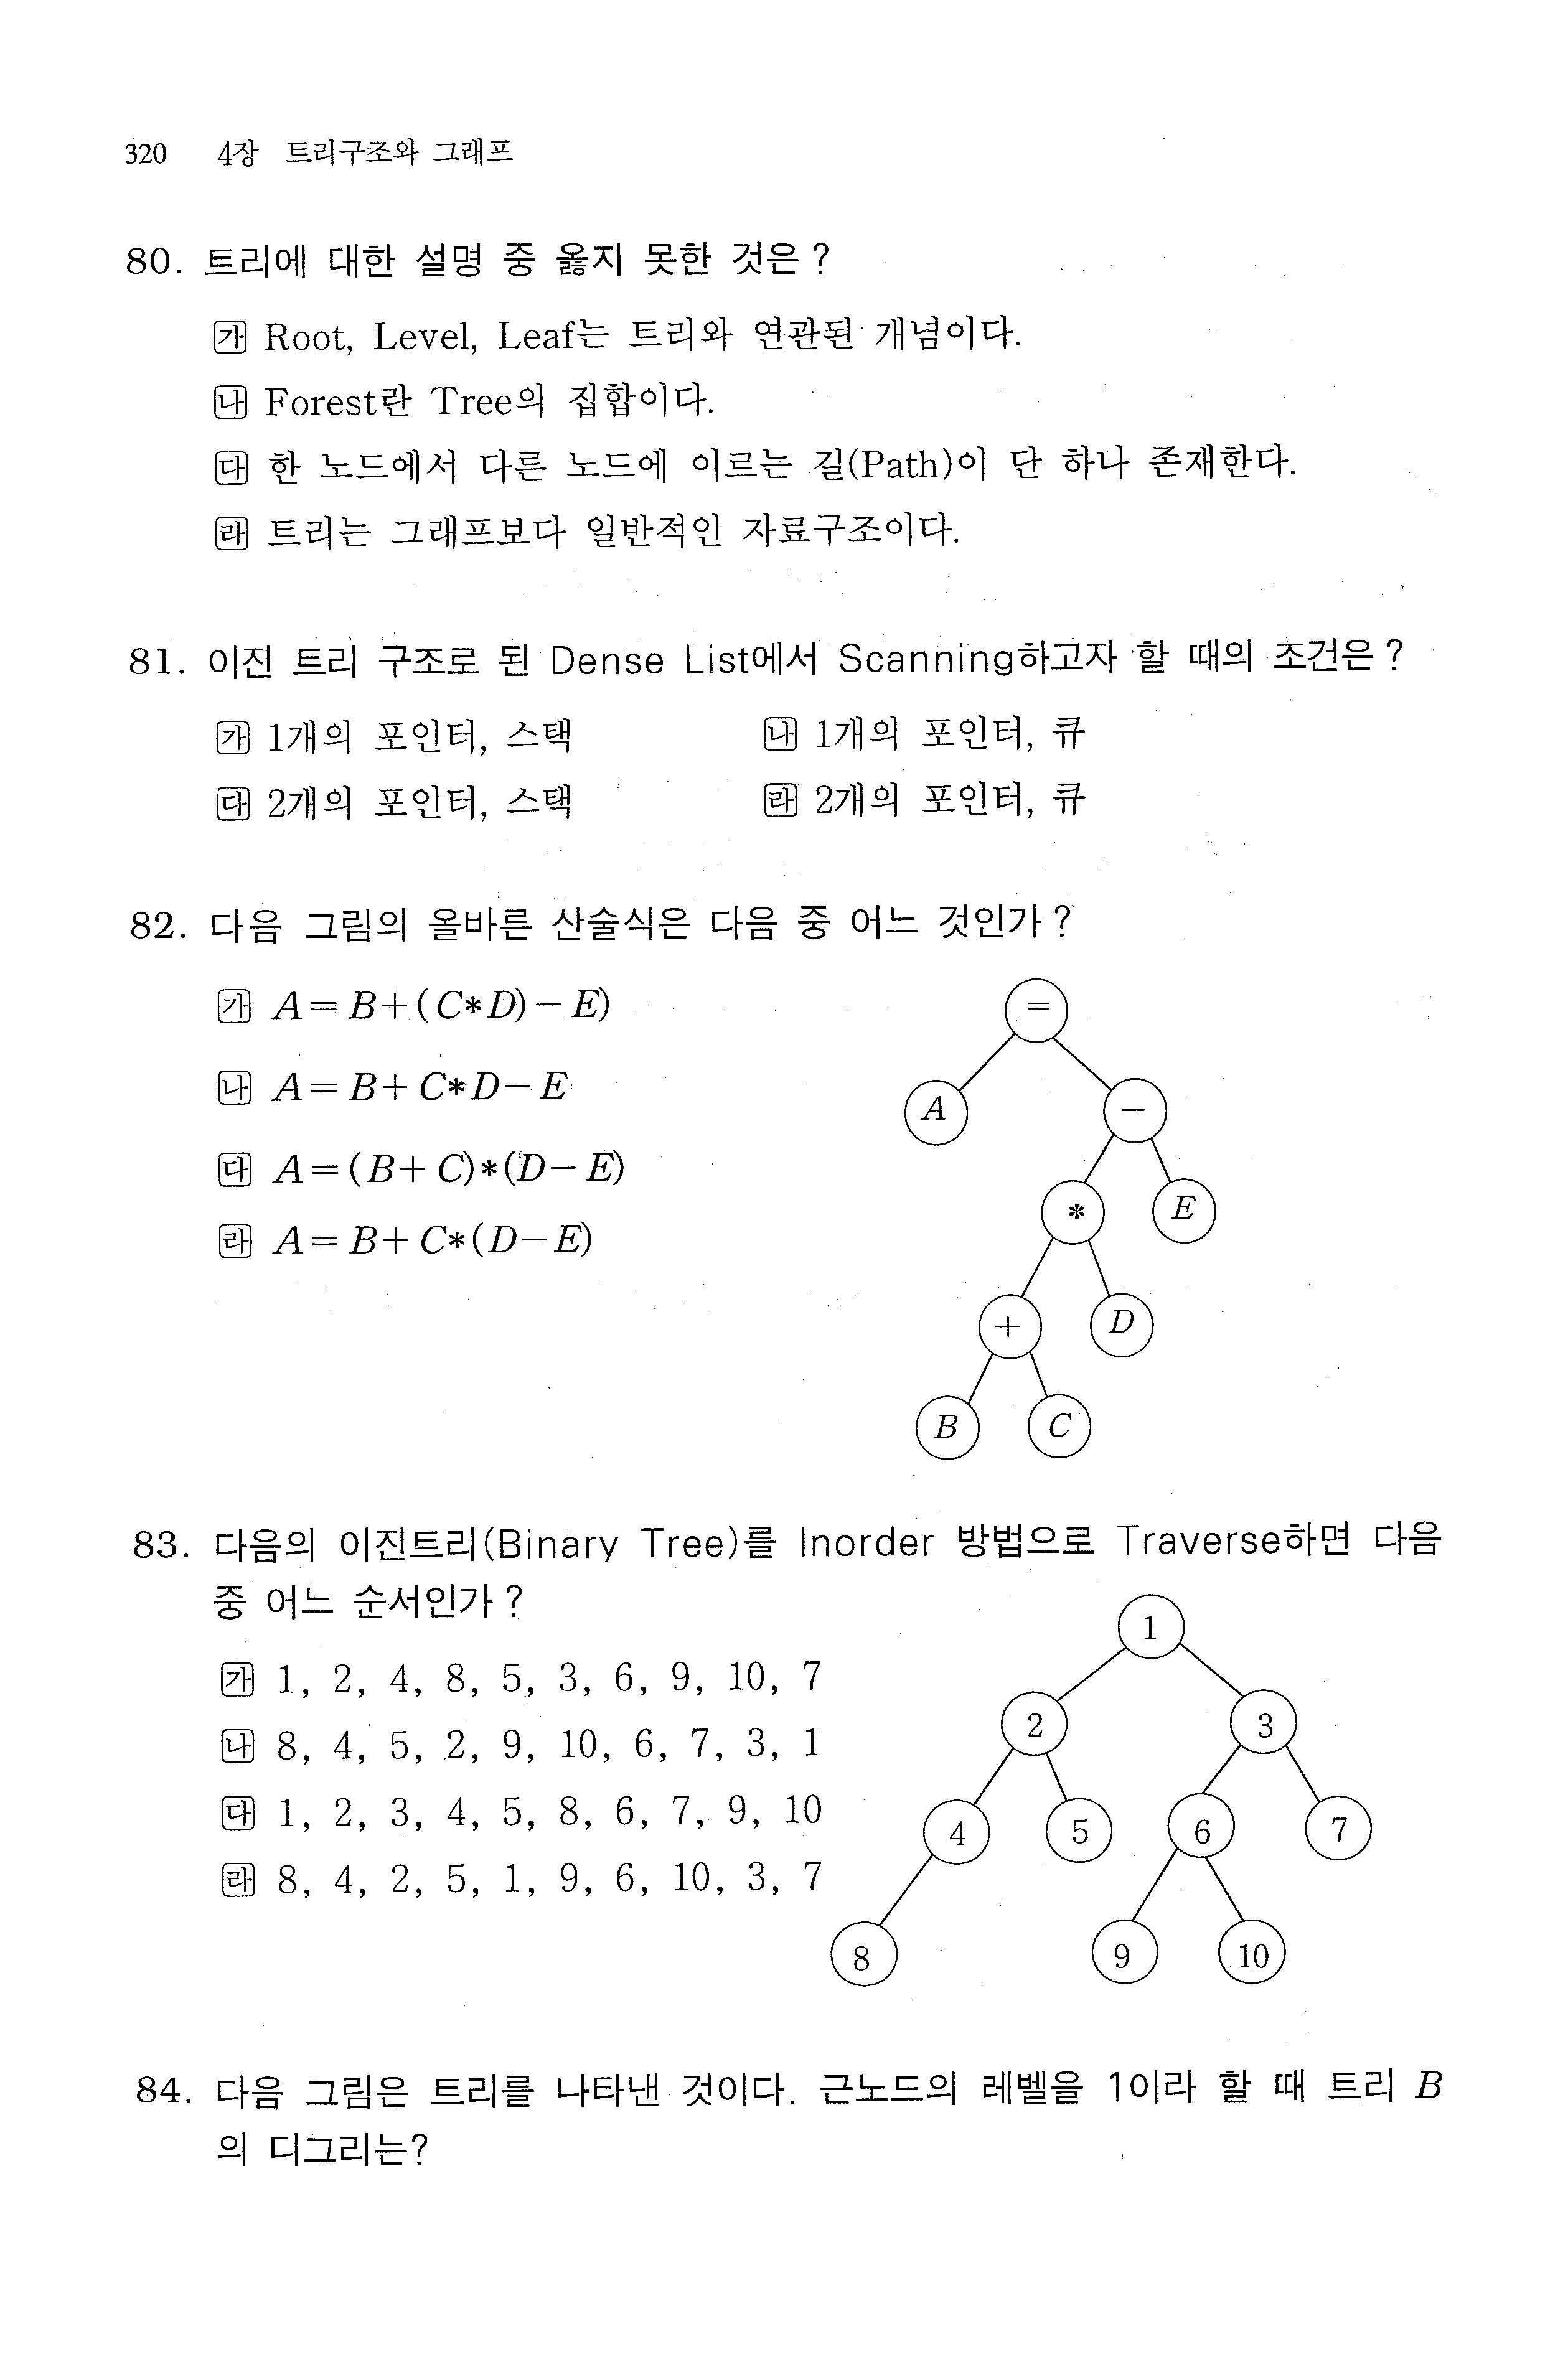 320 4장 트리구조와 그래프
80. 트리에 대한 설명 중 옳지 못한 것은?
㉮ Root, Level, Leaf는 트리와 연관된 개념이다.
㉯ Forest란 Tree의 집합이다.
㉰ 한 노드에서 다른 노드에 이르는 길(Path)이 단 하나 존재한다.
㉱ 트리는 그래프보다 일반적인 자료구조이다.
81. 이진 트리 구조로 된 Dense List에서 Scanning하고자 할 때의 조건은?
㉮ 1개의 포인터, 스택 ㉯ 1개의 포인터, 큐
㉰ 2개의 포인터, 스택 ㉱ 2개의 포인터, 큐
82. 다음 그림의 올바른 산술식은 다음 중 어느 것인가?
㉮ A=B+(C*D)-E)
㉯ A=B+C*D-E
㉰ A=(B+C)*(D-E)
㉱ A=B+C*(D-E)
=
A -
* E
+ D
B C
83. 다음의 이진트리(Binary Tree)를 Inorder 방법으로 Traverse하면 다음
중 어느 순서인가?
㉮ 1, 2, 4, 8, 5, 3, 6, 9, 10, 7
㉯ 8, 4, 5, 2, 9, 10, 6, 7, 3, 1
㉰ 1, 2, 3, 4, 5, 8, 6, 7, 9, 10
㉱ 8, 4, 2, 5, 1, 9, 6, 10, 3, 7
1
2 3
4 5 6 7
8 9 10
84. 다음 그림은 트리를 나타낸 것이다. 근노드의 레벨을 1이라 할 때 트리 B
의 디그리는?